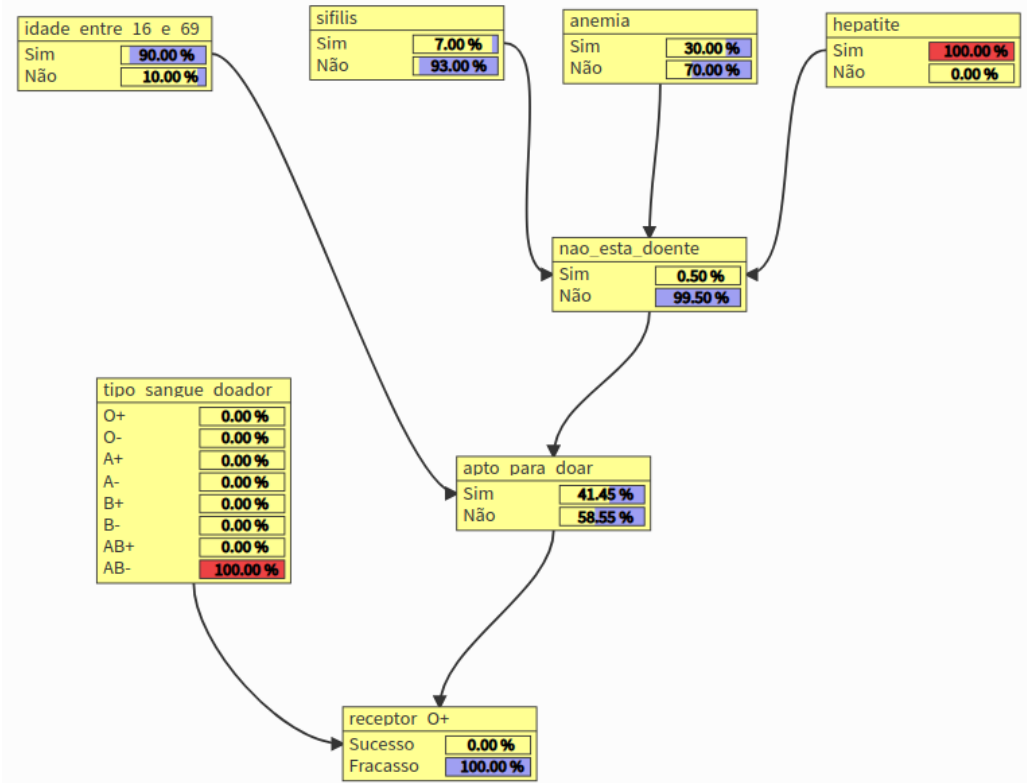 idade entre 16 e 69
Sim 90.00 %
Não 10.00 %
sifilis
Sim 7.00 %
Não 93.00 %
anemia
Sim 30.00 %
Não 70.00 %
hepatite
Sim 100.00 %
Não 0.00 %
nao_esta_doente
Sim 0.50 %
Não 99.50 %
tipo sangue doador
O+ 0.00 %
O- 0.00 %
A+ 0.00 %
A- 0.00 %
B+ 0.00 %
B- 0.00 %
AB+ 0.00 %
AB- 100.00 %
apto para doar
Sim 41.45 %
Não 58.55 %
receptor O+
Sucesso 0.00 %
Fracasso 100.00 %